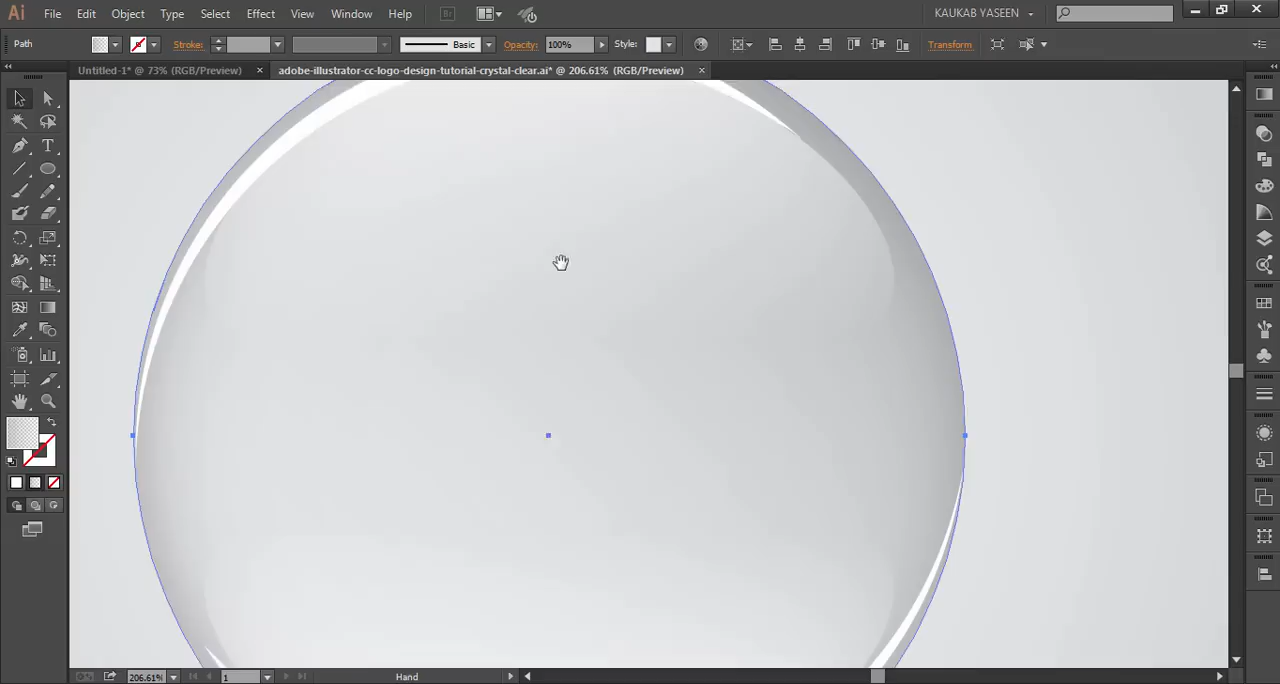 Ai File Edit Object Type Select Effect View Window Help Br KAUKAB YASEEN
Path Stroke: Basic Opacity: 100% Style: Transform
Untitled-1* @ 73% (RGB/Preview) × adobe-illustrator-cc-logo-design-tutorial-crystal-clear.ai* @ 206.61% (RGB/Preview) ×
T
206.61% 1 Hand